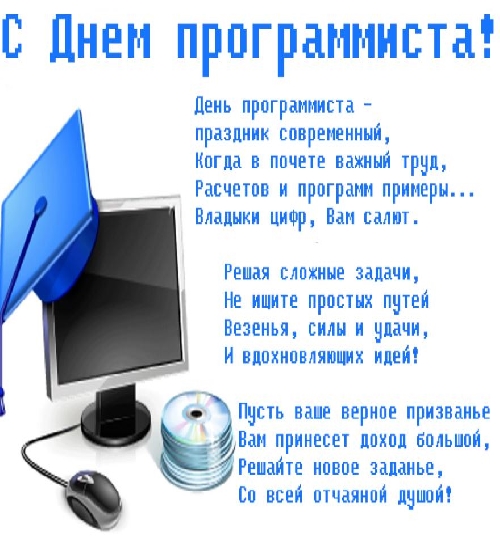 С Днем программиста!
День программиста -
праздник современный,
Когда в почете важный труд,
Расчетов и программ примеры...
Владыки цифр, Вам салют.
Решая сложные задачи,
Не ищите простых путей
Везенья, силы и удачи,
И вдохновляющих идей!
Пусть ваше верное призванье
Вам принесет доход большой,
Решайте новое заданье,
Со всей отчаяной душой!